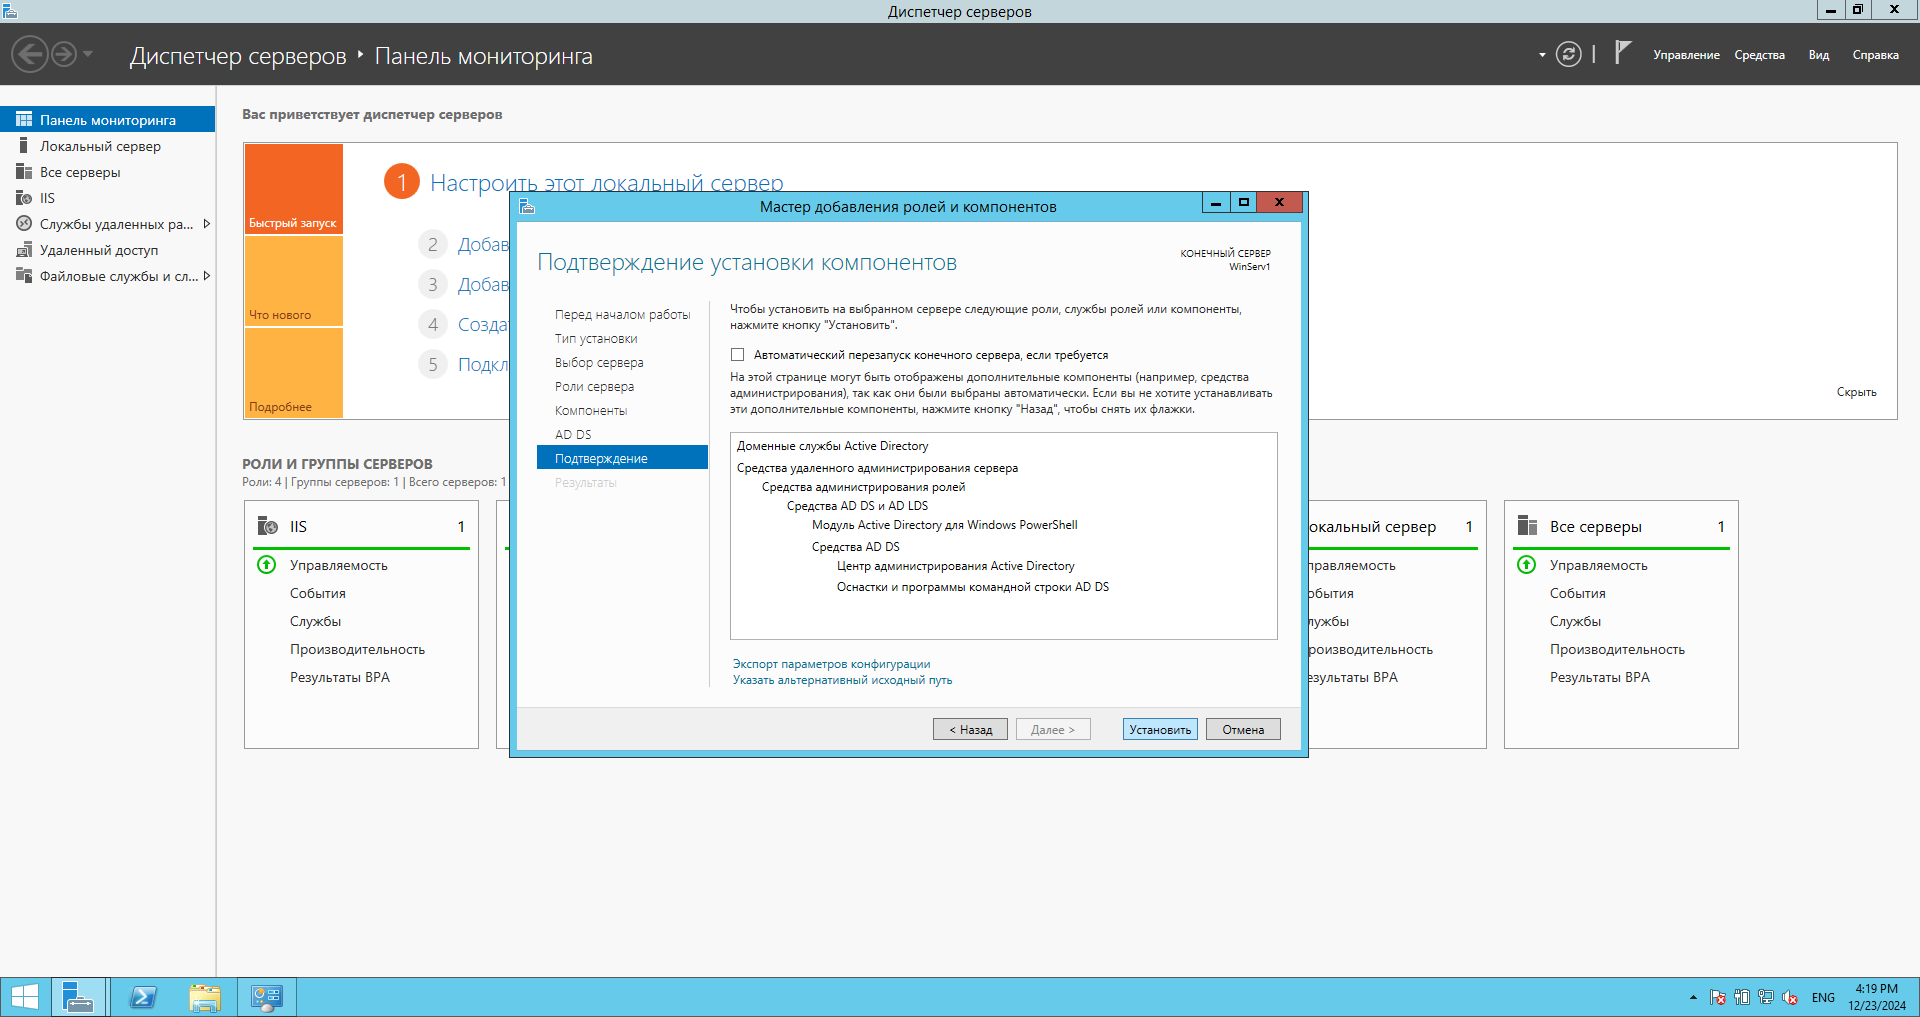 Диспетчер серверов
Диспетчер серверов ‣ Панель мониторинга
Управление Средства Вид Справка
Панель мониторинга
Локальный сервер
Все серверы
IIS
Службы удаленных ра...
Удаленный доступ
Файловые службы и сл...
Вас приветствует диспетчер серверов
Быстрый запуск
Что нового
Подробнее
1 Настроить этот локальный сервер
2 Добав
3 Добав
4 Созда
5 Подкл
Скрыть
РОЛИ И ГРУППЫ СЕРВЕРОВ
Роли: 4 | Группы серверов: 1 | Всего серверов: 1
IIS 1
Управляемость
События
Службы
Производительность
Результаты BPA
Мастер добавления ролей и компонентов
Подтверждение установки компонентов
КОНЕЧНЫЙ СЕРВЕР
WinServ1
Перед началом работы
Тип установки
Выбор сервера
Роли сервера
Компоненты
AD DS
Подтверждение
Результаты
Чтобы установить на выбранном сервере следующие роли, службы ролей или компоненты,
нажмите кнопку "Установить".
Автоматический перезапуск конечного сервера, если требуется
На этой странице могут быть отображены дополнительные компоненты (например, средства
администрирования), так как они были выбраны автоматически. Если вы не хотите устанавливать
эти дополнительные компоненты, нажмите кнопку "Назад", чтобы снять их флажки.
Доменные службы Active Directory
Средства удаленного администрирования сервера
Средства администрирования ролей
Средства AD DS и AD LDS
Модуль Active Directory для Windows PowerShell
Средства AD DS
Центр администрирования Active Directory
Оснастки и программы командной строки AD DS
Экспорт параметров конфигурации
Указать альтернативный исходный путь
< Назад Далее > Установить Отмена
окальный сервер 1
правляемость
обытия
лужбы
роизводительность
езультаты BPA
Все серверы 1
Управляемость
События
Службы
Производительность
Результаты BPA
ENG
4:19 PM
12/23/2024